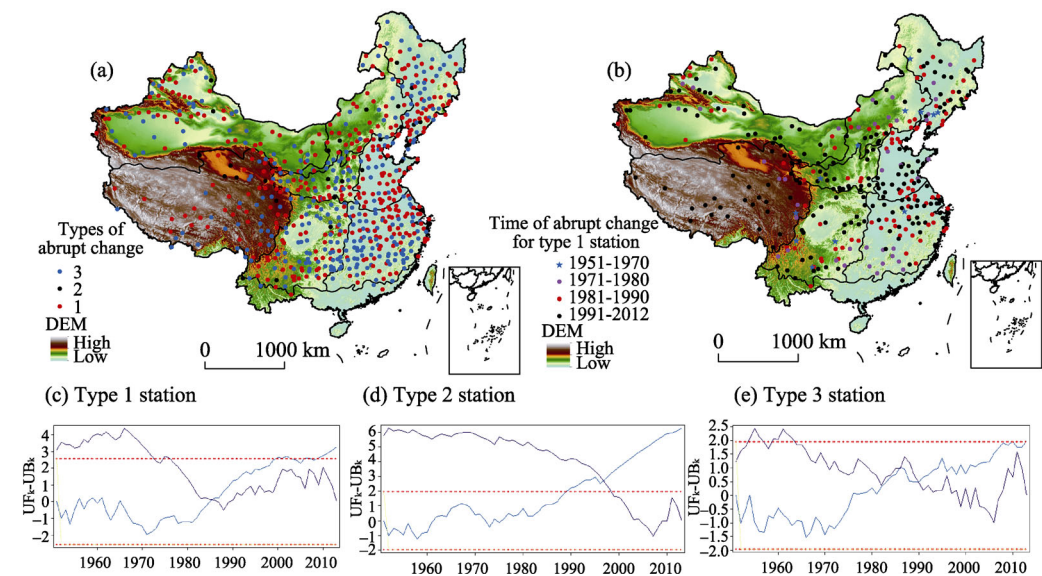 (a)
Types of
abrupt change
3
2
1
DEM
High
Low
0 1000 km
(b)
Time of abrupt change
for type 1 station
1951-1970
1971-1980
1981-1990
1991-2012
DEM
High
Low
0 1000 km
(c) Type 1 station
UFk-UBk
4
3
2
1
0
−1
−2
1960 1970 1980 1990 2000 2010
(d) Type 2 station
UFk-UBk
6
5
4
3
2
1
0
−1
−2
1960 1970 1980 1990 2000 2010
(e) Type 3 station
UFk-UBk
2.5
2.0
1.5
1.0
0.5
0
−0.5
−1.0
−1.5
−2.0
1960 1970 1980 1990 2000 2010